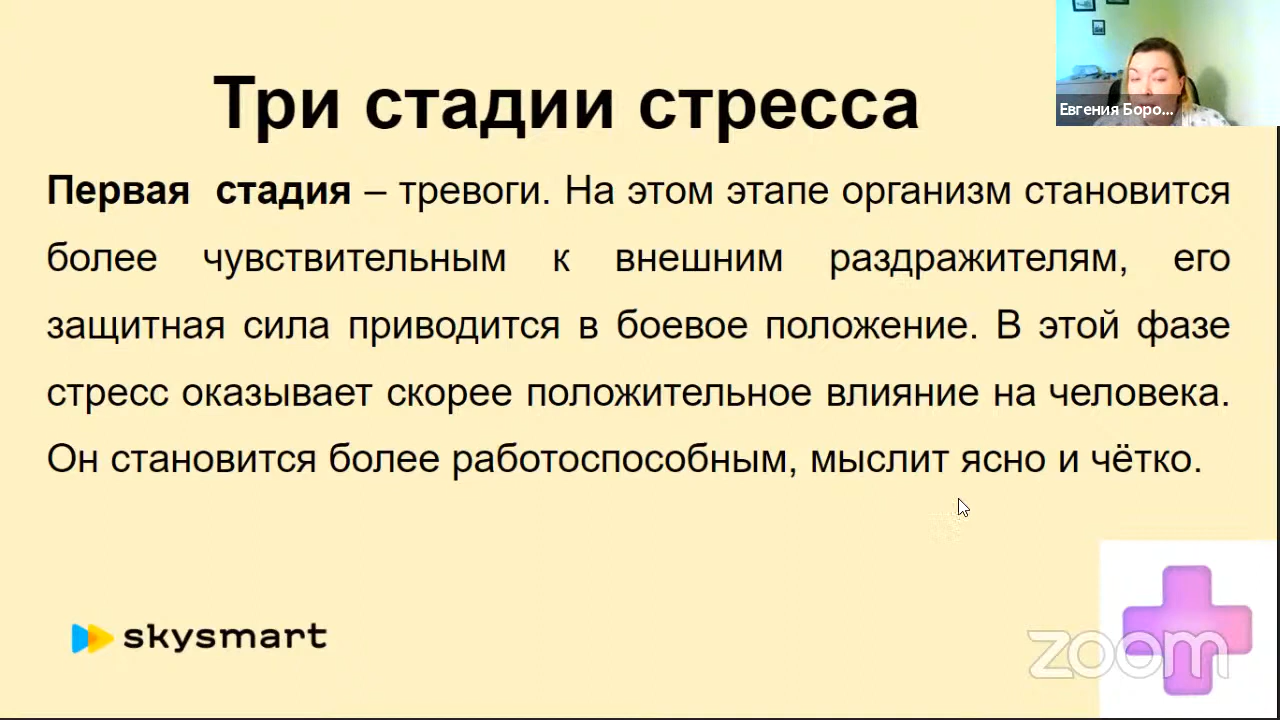 Три стадии стресса
Евгения Боро...
Первая стадия – тревоги. На этом этапе организм становится
более чувствительным к внешним раздражителям, его
защитная сила приводится в боевое положение. В этой фазе
стресс оказывает скорее положительное влияние на человека.
Он становится более работоспособным, мыслит ясно и чётко.
skysmart
zoom